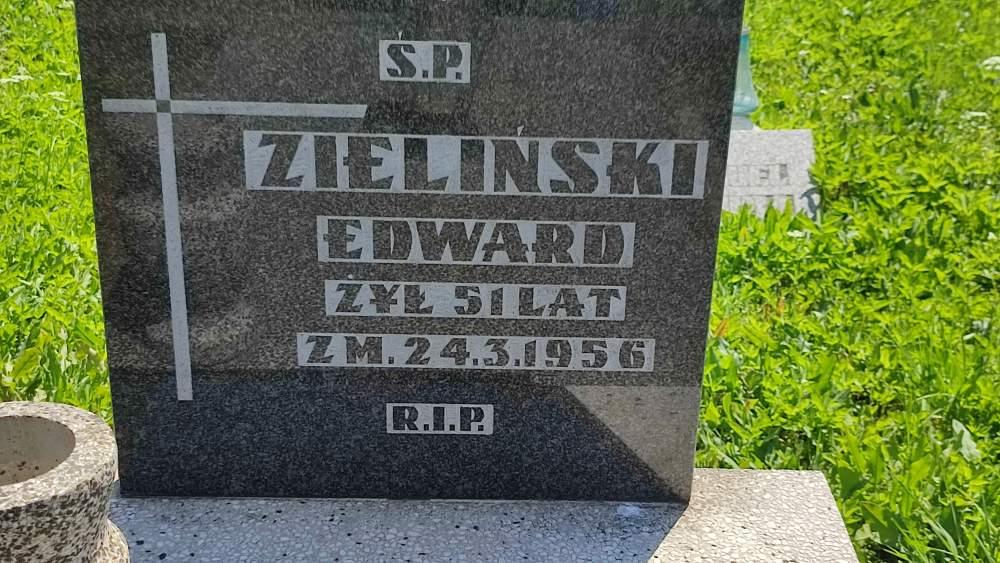 Ś.P.
ZIELIŃSKI
EDWARD
ŻYŁ 51 LAT
ZM. 24.3.1956
R.I.P.